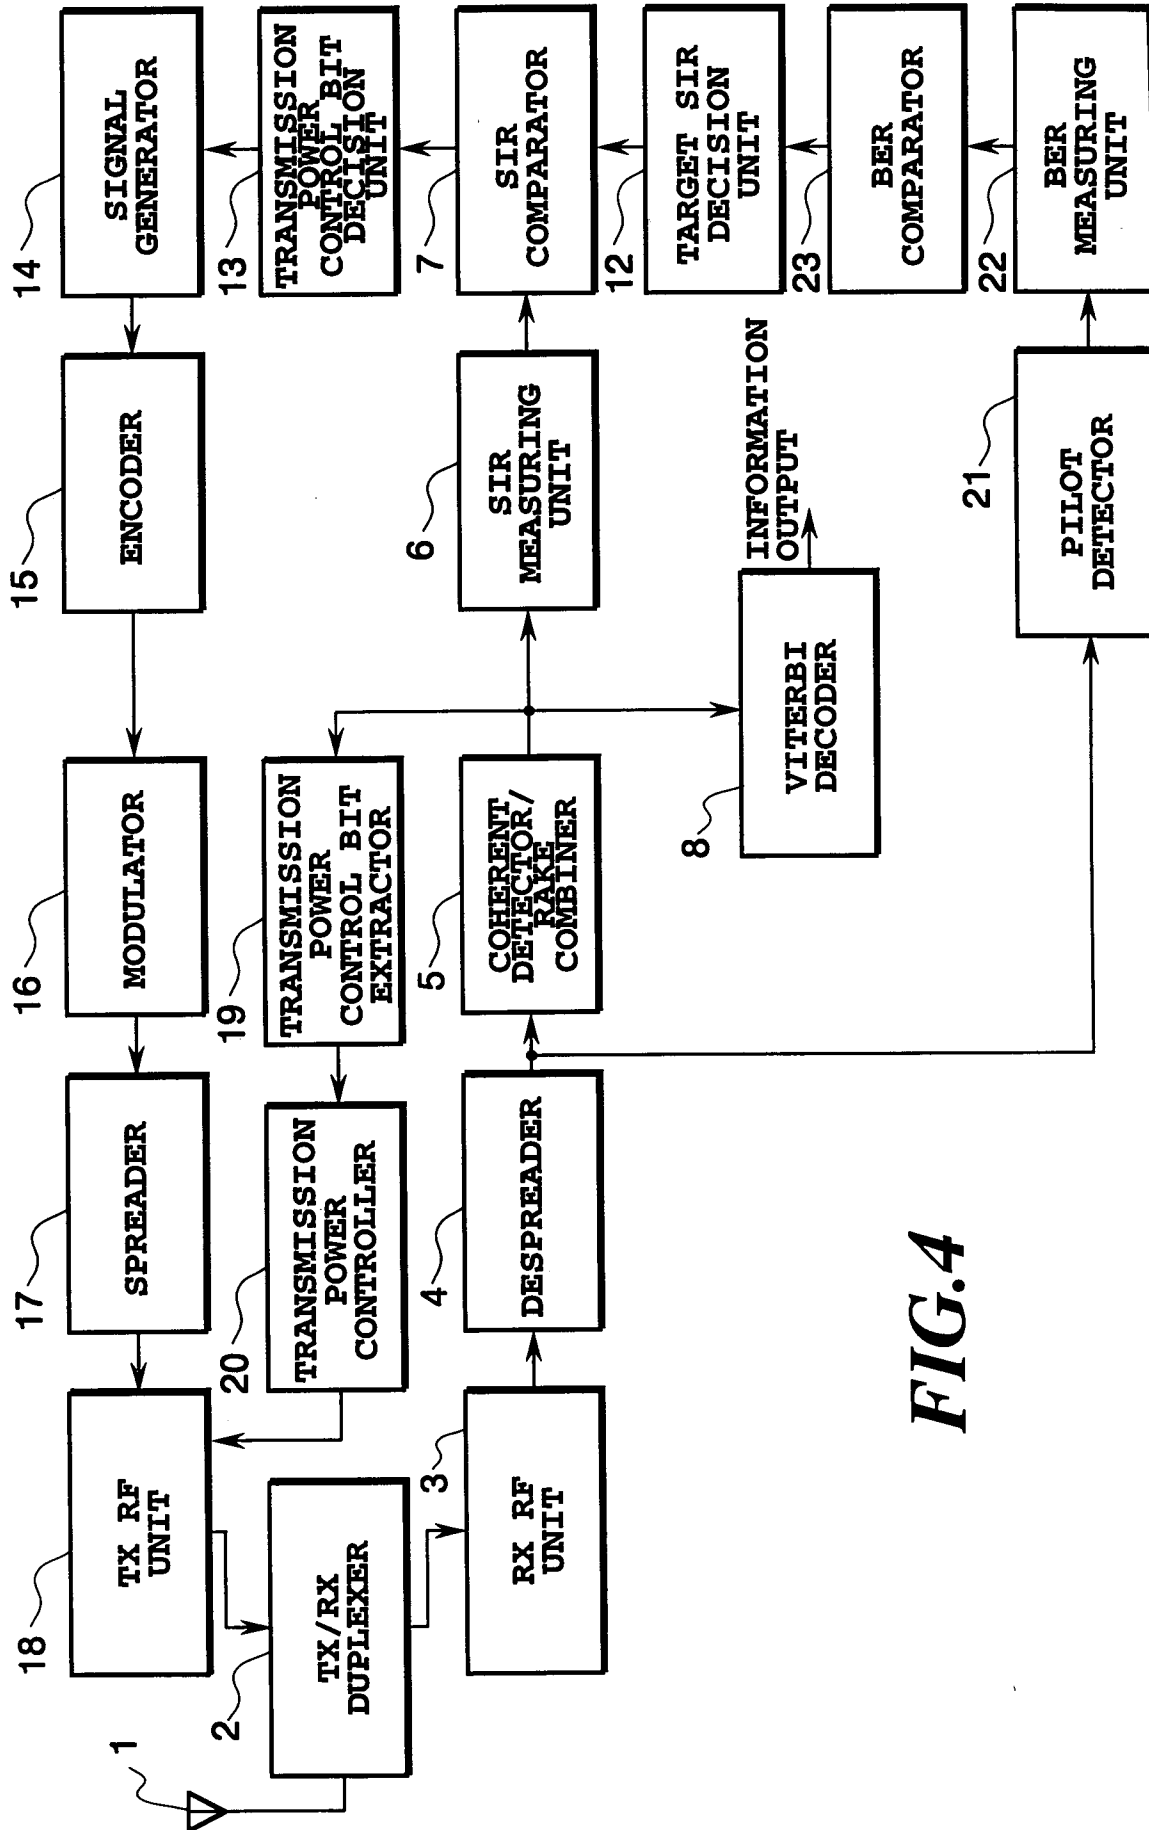 14
SIGNAL
GENERATOR
15
ENCODER
16
MODULATOR
17
SPREADER
18
TX RF
UNIT
13
TRANSMISSION
POWER
CONTROL BIT
DECISION
UNIT
19
TRANSMISSION
POWER
CONTROL BIT
EXTRACTOR
20
TRANSMISSION
POWER
CONTROLLER
1
2
TX/RX
DUPLEXER
3
RX RF
UNIT
4
DESPREADER
5
COHERENT
DETECTOR/
RAKE
COMBINER
6
SIR
MEASURING
UNIT
7
SIR
COMPARATOR
12
TARGET SIR
DECISION
UNIT
8
VITERBI
DECODER
INFORMATION
OUTPUT
23
BER
COMPARATOR
22
BER
MEASURING
UNIT
21
PILOT
DETECTOR
FIG.4